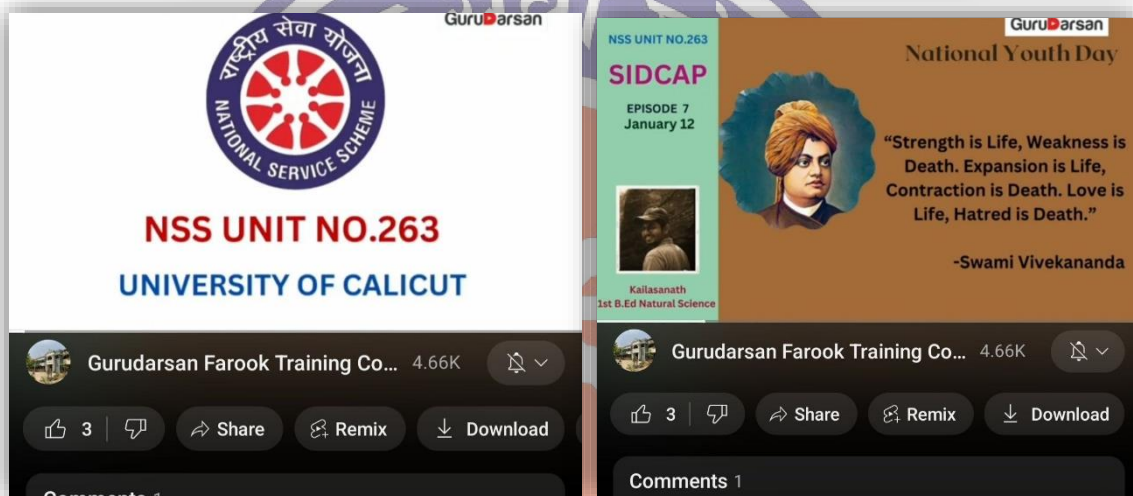 GuruDarsan
राष्ट्रीय सेवा योजना
NATIONAL SERVICE SCHEME
NSS UNIT NO.263
UNIVERSITY OF CALICUT
Gurudarsan Farook Training Co... 4.66K
3 Share Remix Download
Comments 1
GuruDarsan
NSS UNIT NO.263
SIDCAP
EPISODE 7
January 12
Kailasanath
1st B.Ed Natural Science
National Youth Day
“Strength is Life, Weakness is
Death. Expansion is Life,
Contraction is Death. Love is
Life, Hatred is Death.”
-Swami Vivekananda
Gurudarsan Farook Training Co... 4.66K
3 Share Remix Download
Comments 1